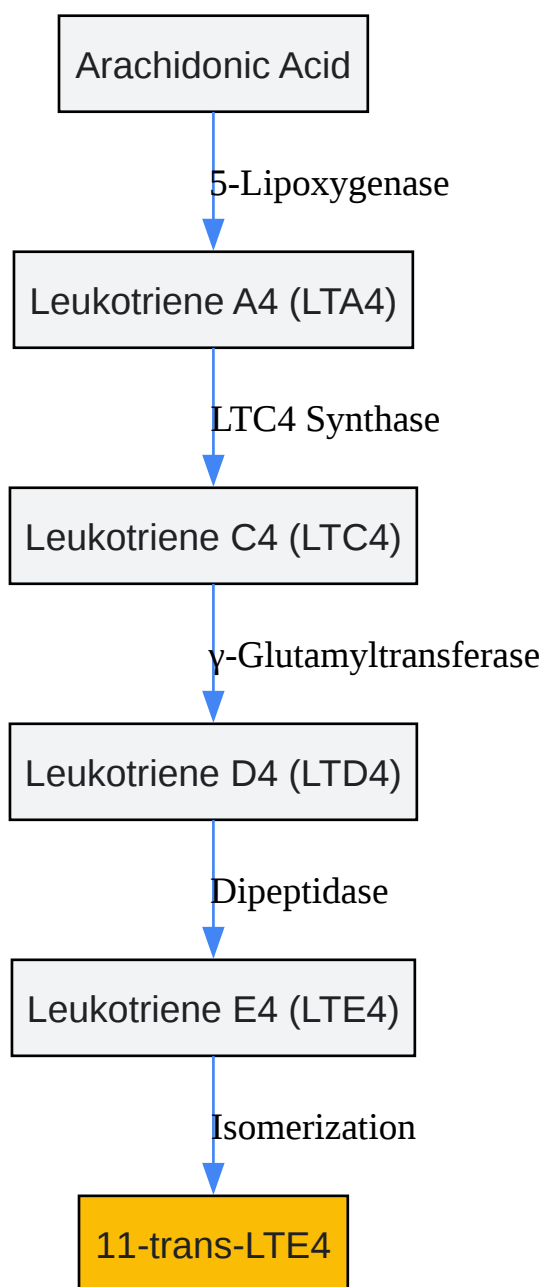 Arachidonic Acid
5-Lipoxygenase
Leukotriene A4 (LTA4)
LTC4 Synthase
Leukotriene C4 (LTC4)
γ-Glutamyltransferase
Leukotriene D4 (LTD4)
Dipeptidase
Leukotriene E4 (LTE4)
Isomerization
11-trans-LTE4